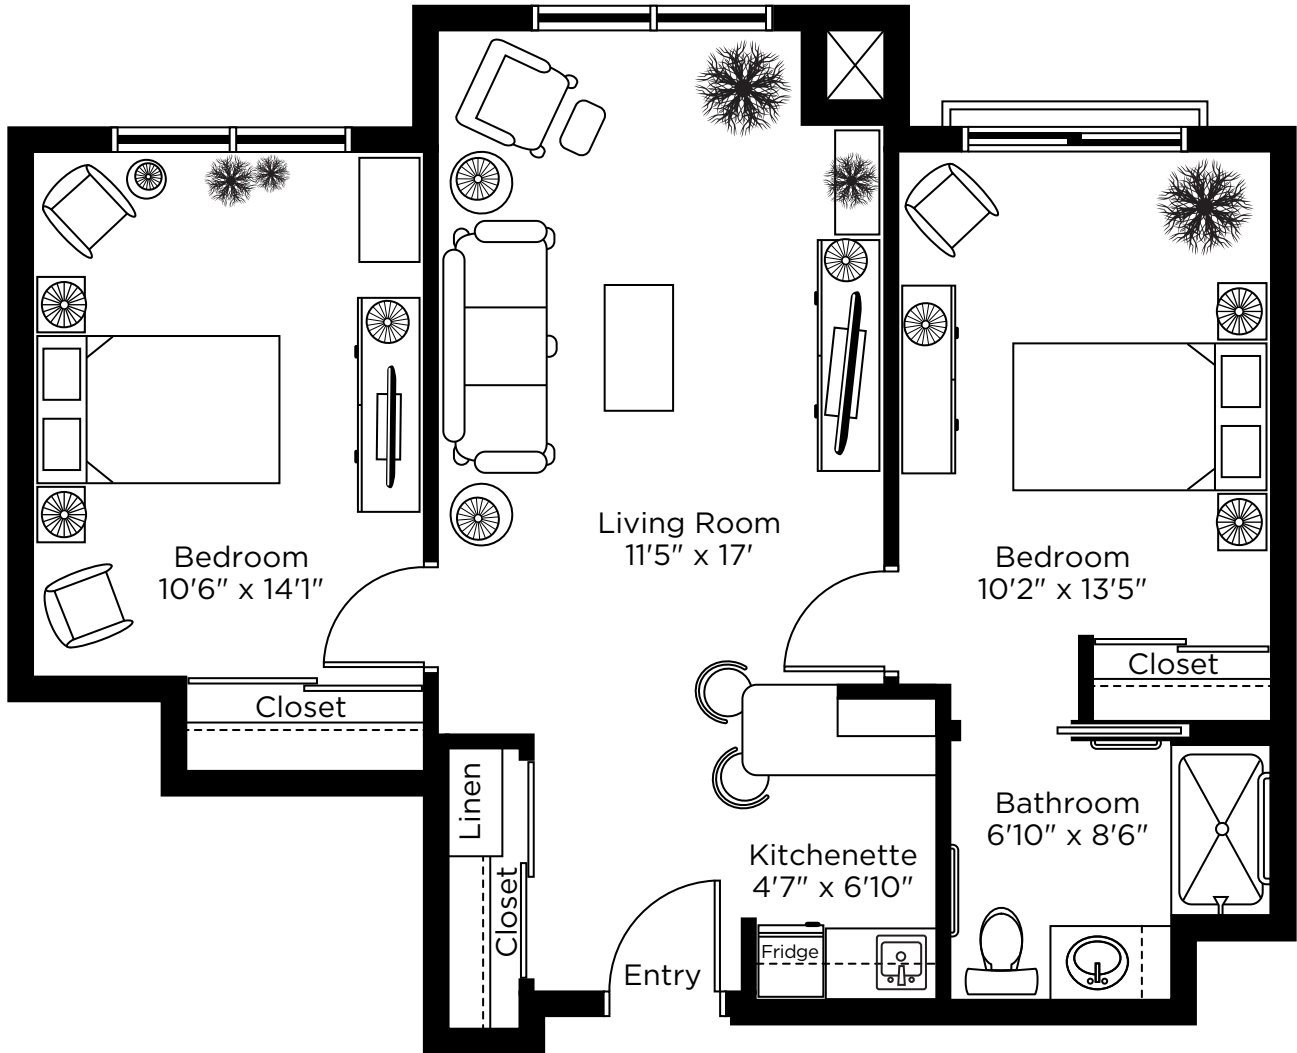 Living Room
11'5" x 17'
Bedroom
10'6" x 14'1"
Bedroom
10'2" x 13'5"
Closet
Closet
Linen
Closet
Bathroom
6'10" x 8'6"
Kitchenette
4'7" x 6'10"
Fridge
Entry